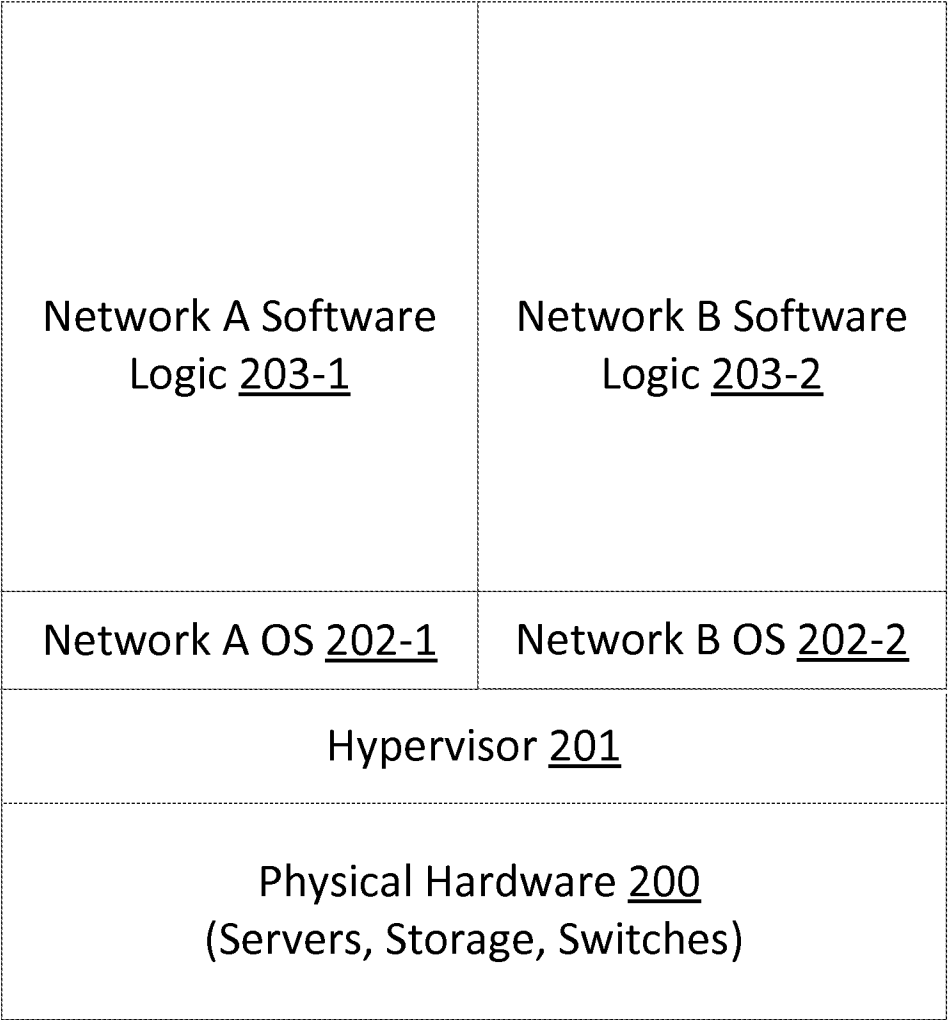 Network A Software
Logic 203-1
Network B Software
Logic 203-2
Network A OS 202-1
Network B OS 202-2
Hypervisor 201
Physical Hardware 200
(Servers, Storage, Switches)